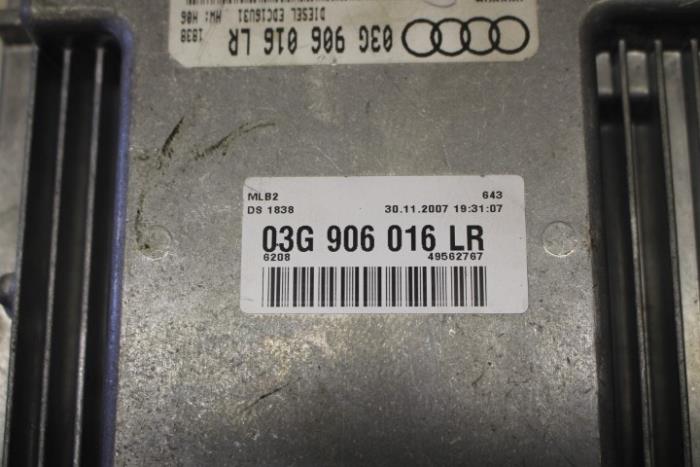 03G 906 016 LR
DIESEL EDC16U31 HW: H06
1838
MLB2 643
DS 1838 30.11.2007 19:31:07
03G 906 016 LR
6208 49562767